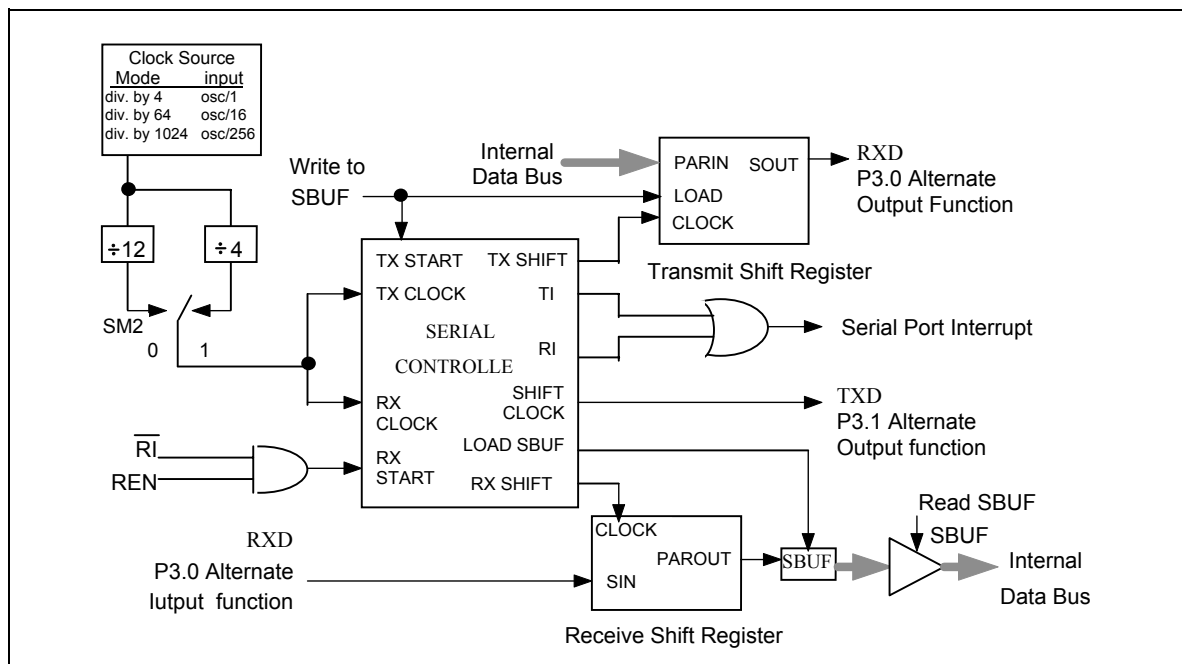 Clock Source
Mode input
div. by 4 osc/1
div. by 64 osc/16
div. by 1024 osc/256
÷12
÷4
SM2
0 1
Write to
SBUF
Internal
Data Bus
PARIN
SOUT
LOAD
CLOCK
RXD
P3.0 Alternate
Output Function
Transmit Shift Register
TX START
TX SHIFT
TX CLOCK
TI
SERIAL
CONTROLLE
RI
RX
CLOCK
SHIFT
CLOCK
LOAD SBUF
RX
START
RX SHIFT
Serial Port Interrupt
TXD
P3.1 Alternate
Output function
R̅I̅
REN
RXD
P3.0 Alternate
Iutput function
CLOCK
PAROUT
SIN
Receive Shift Register
SBUF
Read SBUF
SBUF
Internal
Data Bus